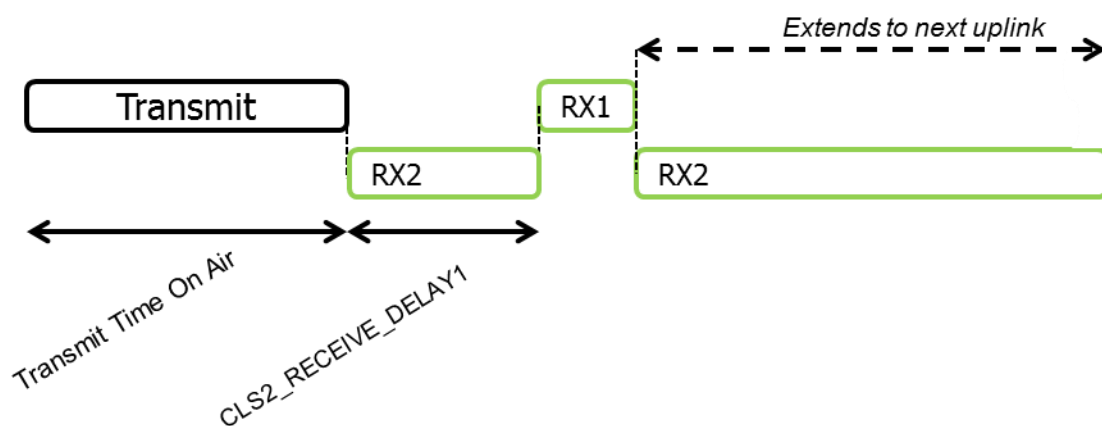 Extends to next uplink
Transmit
RX1
RX2
RX2
Transmit Time On Air
CLS2_RECEIVE_DELAY1